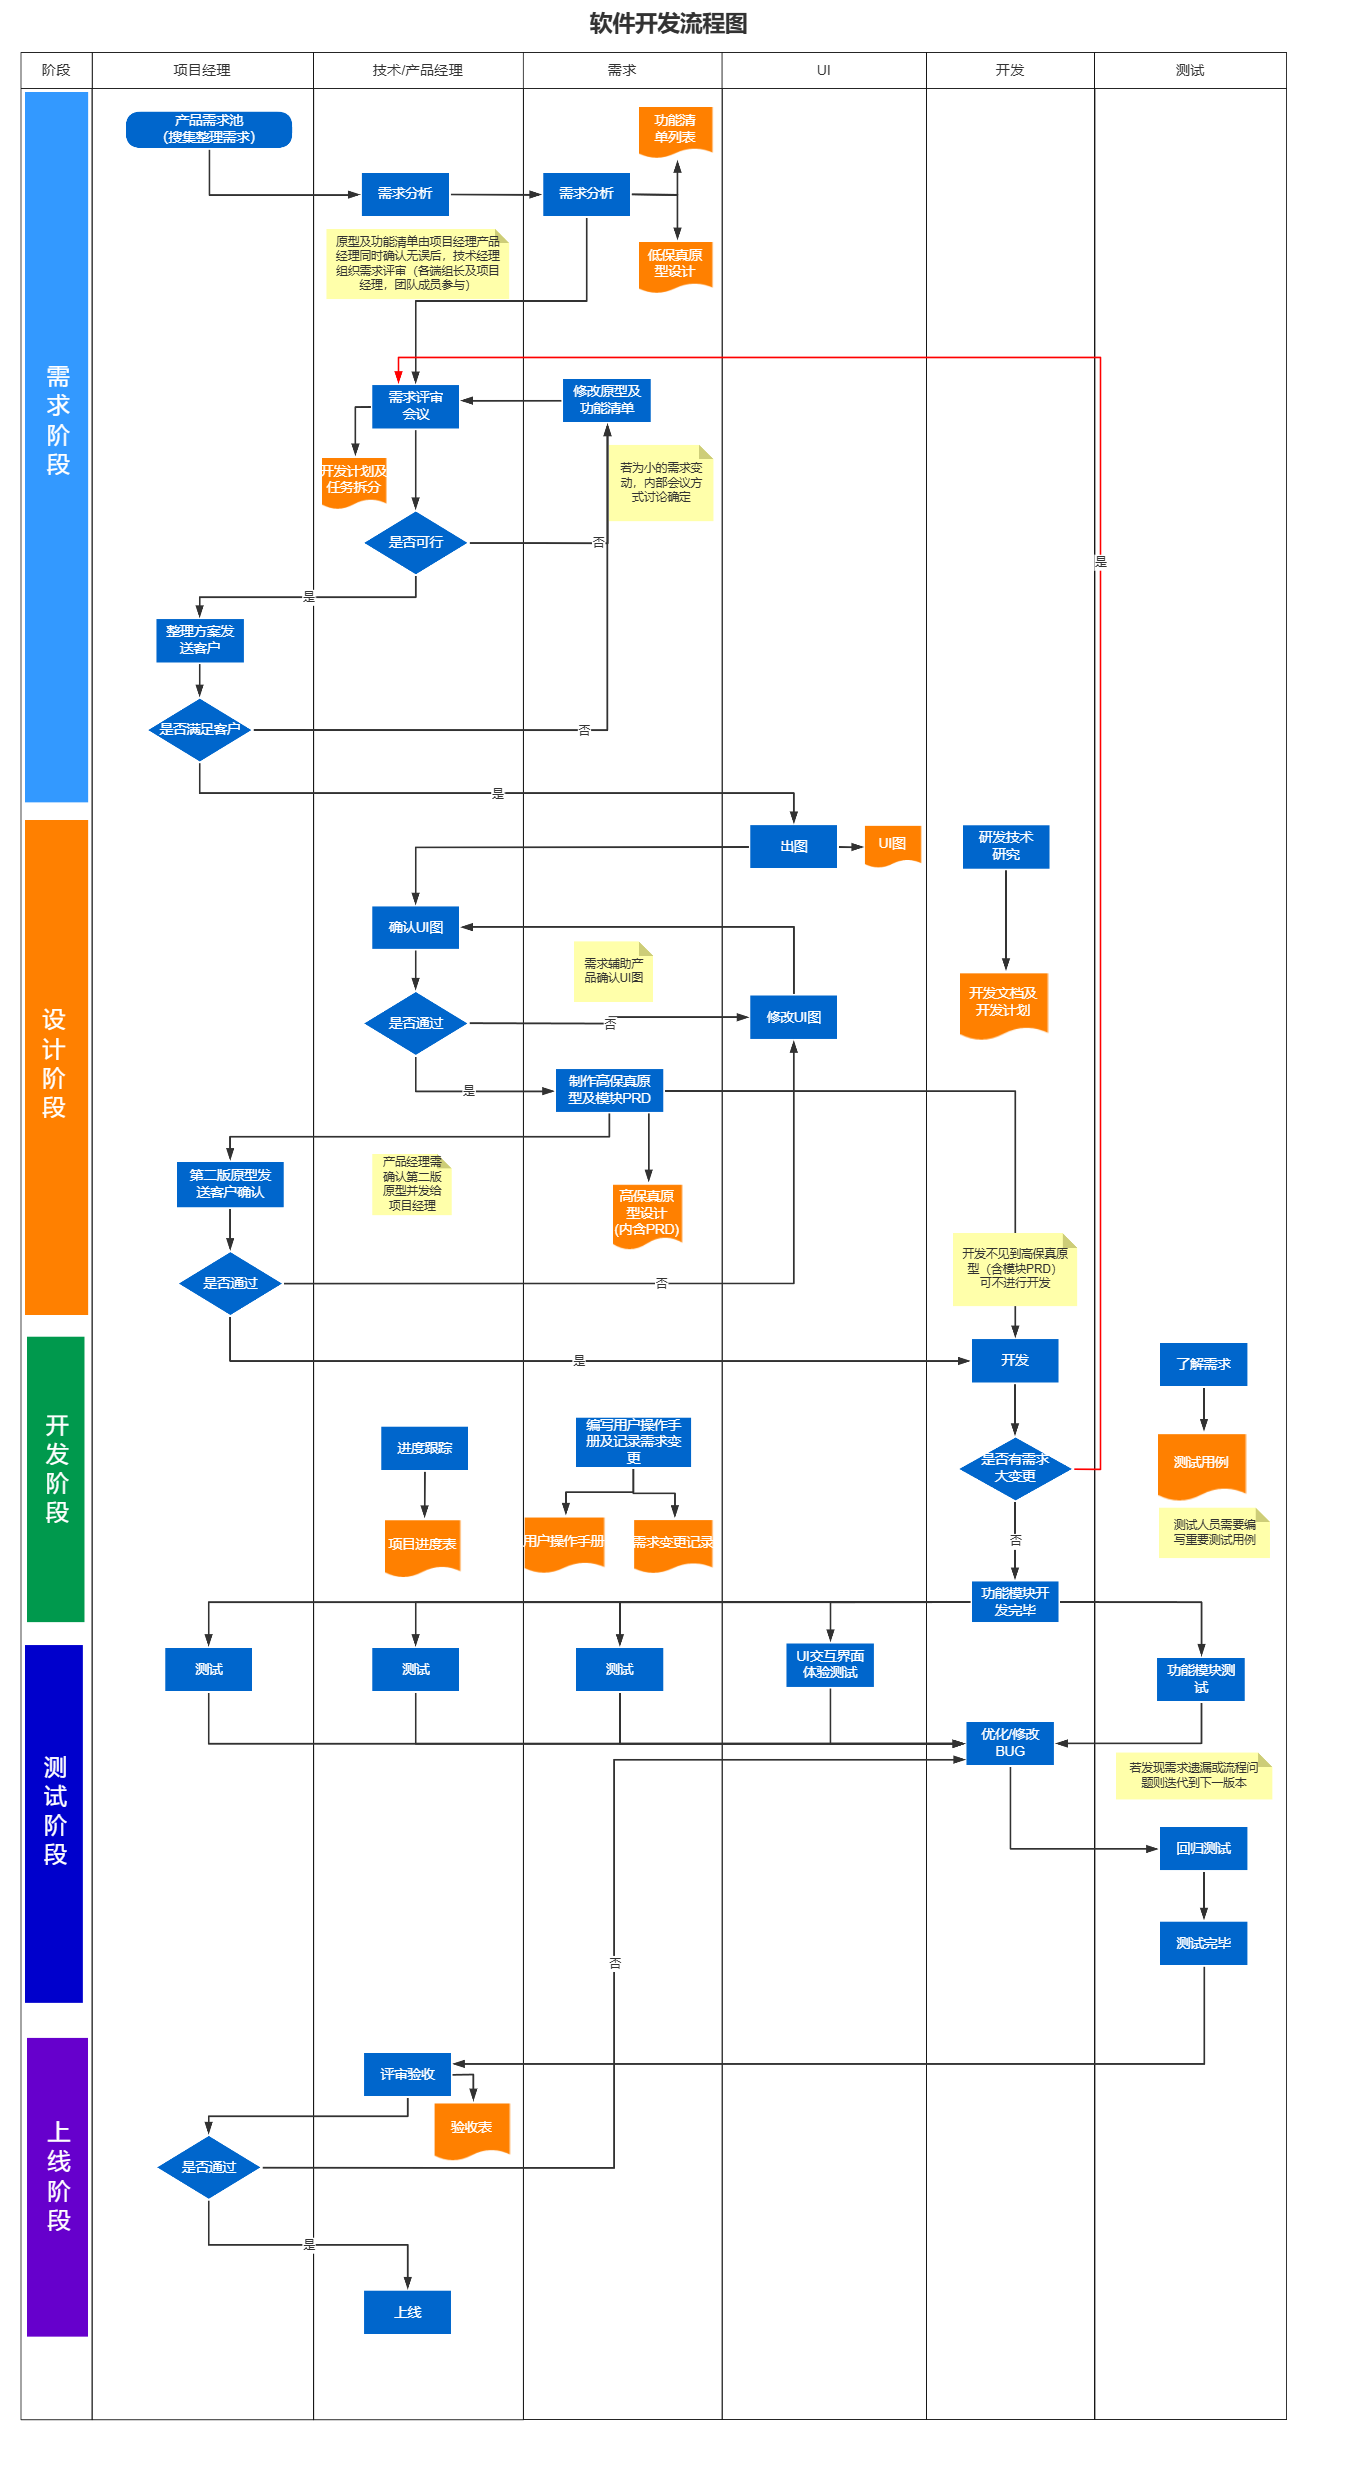 软件开发流程图
阶段
项目经理
技术/产品经理
需求
UI
开发
测试
需
求
阶
段
产品需求池
（搜集整理需求）
功能清
单列表
需求分析
需求分析
原型及功能清单由项目经理产品
经理同时确认无误后，技术经理
组织需求评审（各端组长及项目
经理，团队成员参与）
低保真原
型设计
需求评审
会议
修改原型及
功能清单
开发计划及
任务拆分
若为小的需求变
动，内部会议方
式讨论确定
是否可行
否
是
是
整理方案发
送客户
是否满足客户
否
是
设
计
阶
段
出图
UI图
研发技术
研究
确认UI图
需求辅助产
品确认UI图
开发文档及
开发计划
是否通过
否
修改UI图
是
制作高保真原
型及模块PRD
第二版原型发
送客户确认
产品经理需
确认第二版
原型并发给
项目经理
高保真原
型设计
(内含PRD)
开发不见到高保真原
型（含模块PRD）
可不进行开发
是否通过
否
是
开
发
阶
段
开发
了解需求
进度跟踪
编写用户操作手
册及记录需求变
更
是否有需求
大变更
测试用例
项目进度表
用户操作手册
需求变更记录
否
测试人员需要编
写重要测试用例
功能模块开
发完毕
测
试
阶
段
测试
测试
测试
UI交互界面
体验测试
功能模块测
试
优化/修改
BUG
若发现需求遗漏或流程问
题则迭代到下一版本
回归测试
测试完毕
否
上
线
阶
段
评审验收
验收表
是否通过
是
上线